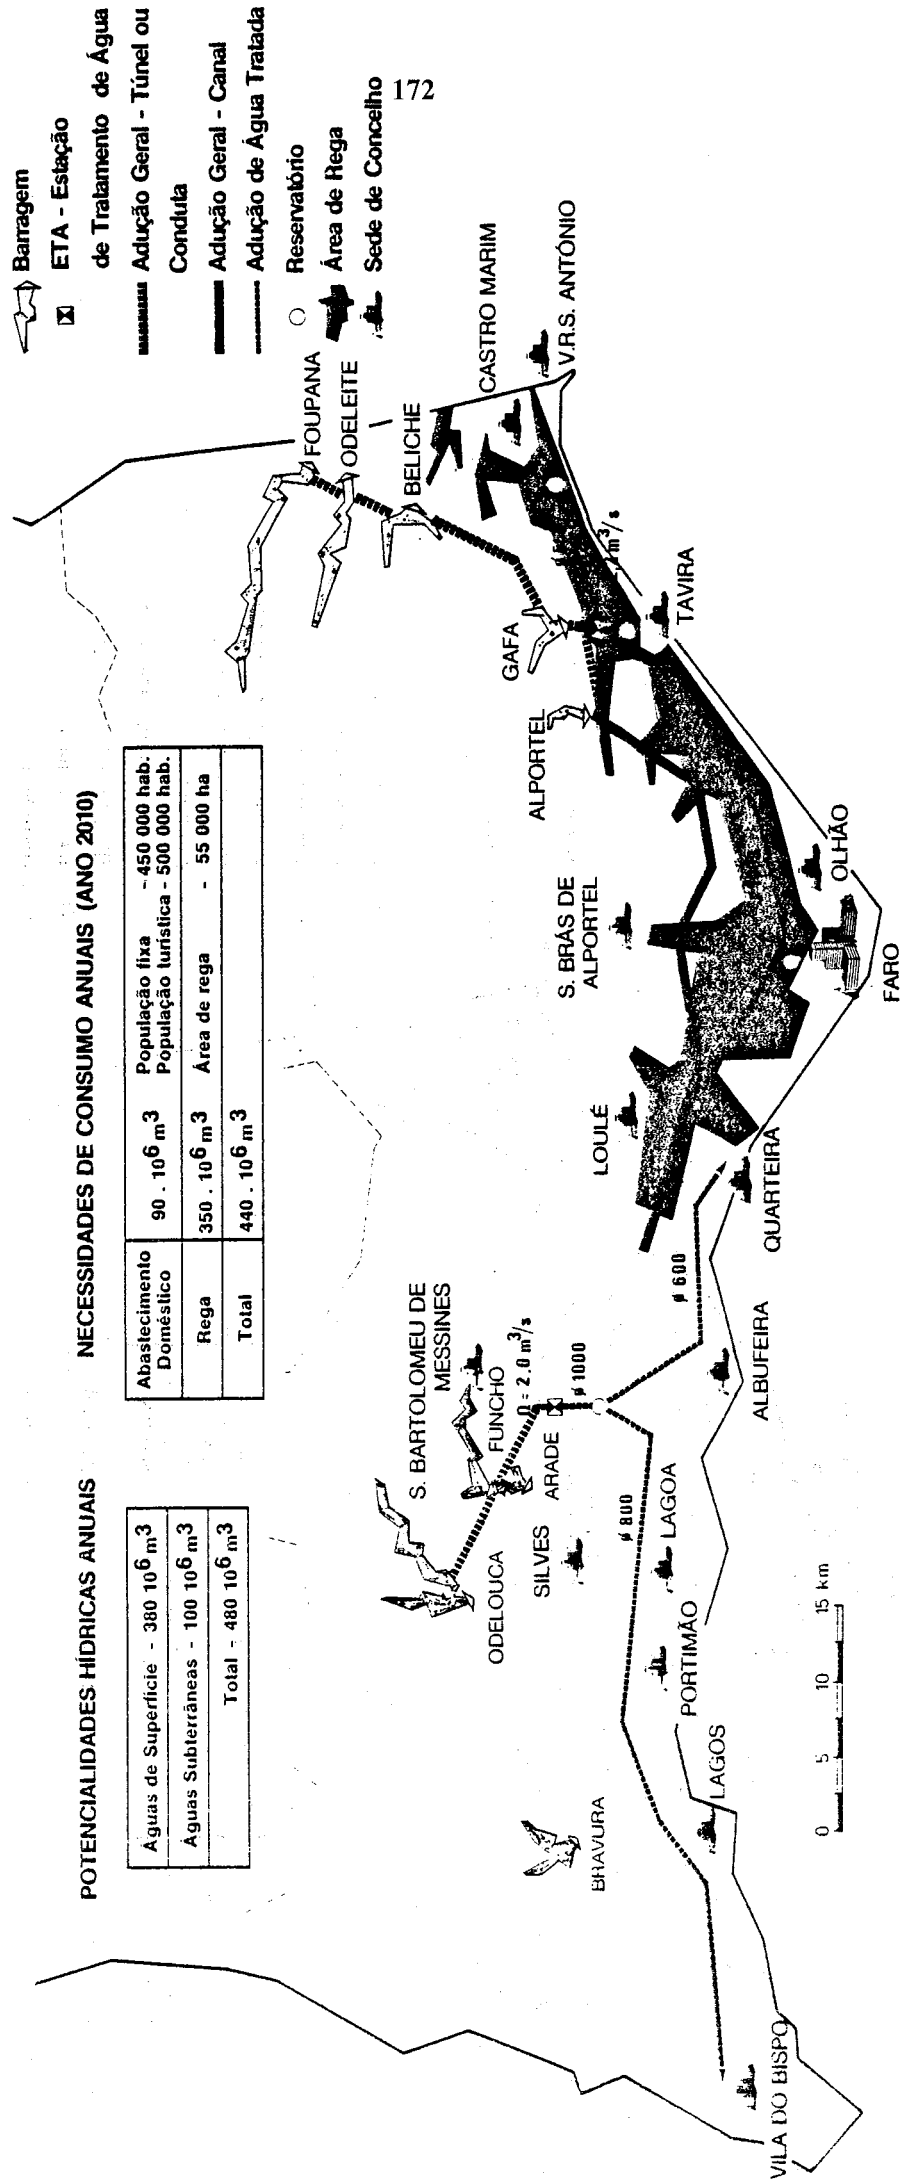 POTENCIALIDADES HÍDRICAS ANUAIS
Águas de Superfície - 380 10⁶ m³
Águas Subterrâneas - 100 10⁶ m³
Total - 480 10⁶ m³
NECESSIDADES DE CONSUMO ANUAIS (ANO 2010)
Abastecimento Doméstico
90 . 10⁶ m³
População fixa - 450 000 hab.
População turística - 500 000 hab.
Rega
350 . 10⁶ m³
Área de rega - 55 000 ha
Total
440 . 10⁶ m³
Barragem
ETA - Estação
de Tratamento de Água
Adução Geral - Túnel ou
Conduta
Adução Geral - Canal
Adução de Água Tratada
Reservatório
Área de Rega
Sede de Concelho
172
FOUPANA
ODELEITE
BELICHE
CASTRO MARIM
V.R.S. ANTÓNIO
GAFA
m³/s
TAVIRA
ALPORTEL
S. BRÁS DE
ALPORTEL
OLHÃO
FARO
LOULÉ
QUARTEIRA
S. BARTOLOMEU DE
MESSINES
FUNCHO
Q = 2.0 m³/s
ARADE
ø 1000
ø 600
ALBUFEIRA
ODELOUCA
SILVES
ø 800
LAGOA
PORTIMÃO
LAGOS
BRAVURA
VILA DO BISPO
0 5 10 15 km